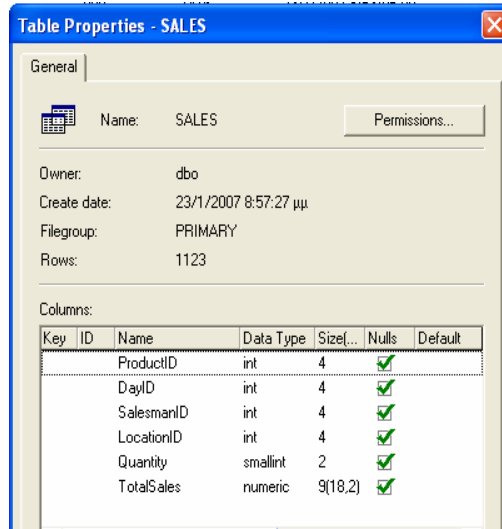 Table Properties - SALES
General
Name: SALES
Permissions...
Owner: dbo
Create date: 23/1/2007 8:57:27 μμ
Filegroup: PRIMARY
Rows: 1123
Columns:
Key ID Name Data Type Size(... Nulls Default
ProductID int 4
DayID int 4
SalesmanID int 4
LocationID int 4
Quantity smallint 2
TotalSales numeric 9(18,2)